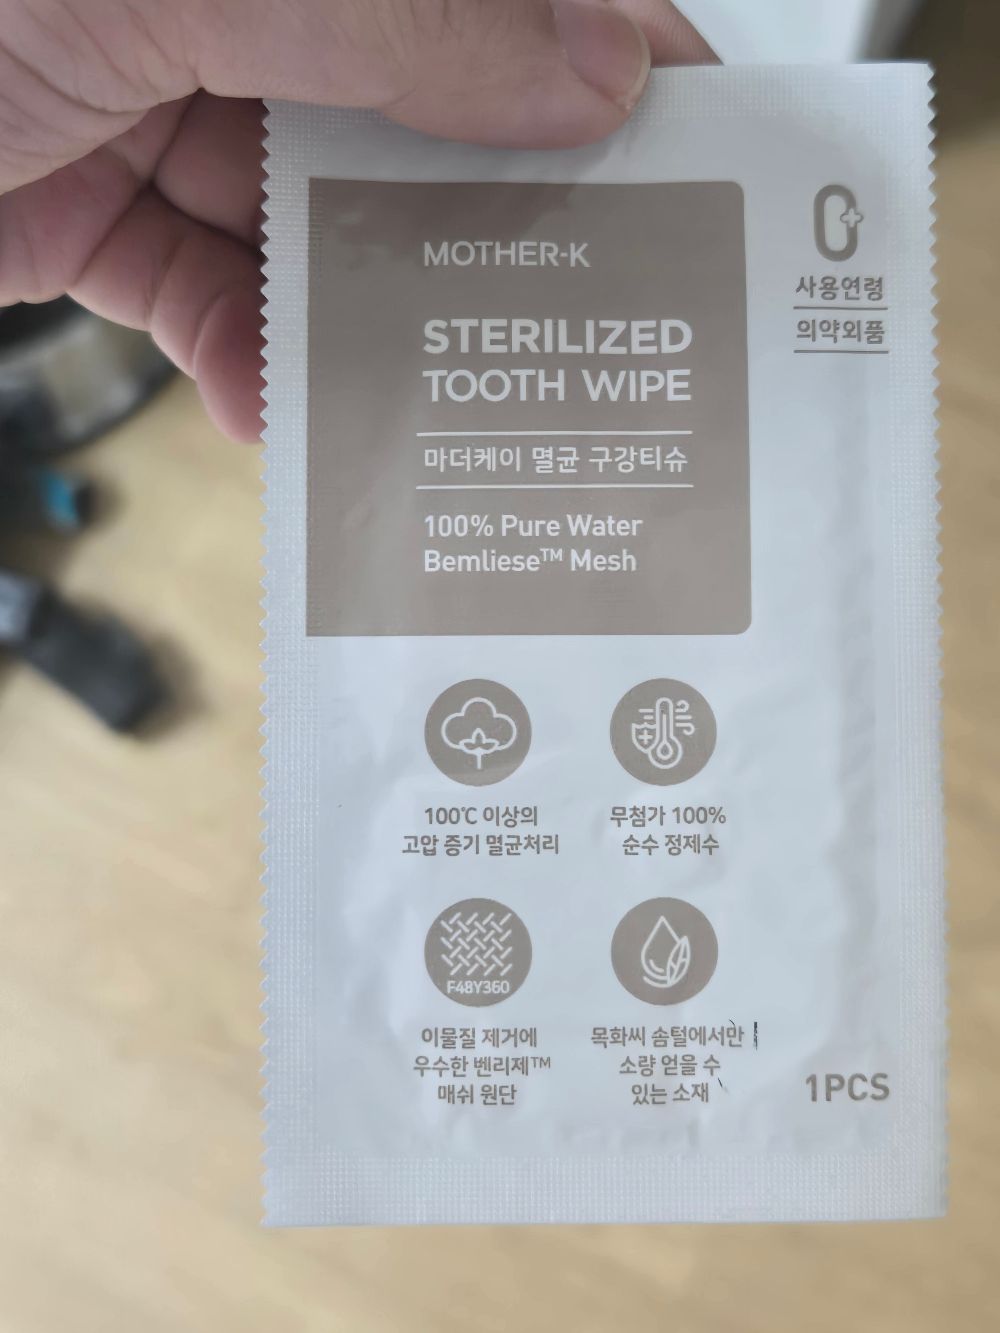 MOTHER-K
STERILIZED
TOOTH WIPE
마더케이 멸균 구강티슈
100% Pure Water
Bemliese™ Mesh
0+
사용연령
의약외품
100℃ 이상의
고압 증기 멸균처리
무첨가 100%
순수 정제수
F48Y360
이물질 제거에
우수한 벤리제™
매쉬 원단
목화씨 솜털에서만
소량 얻을 수
있는 소재
1PCS